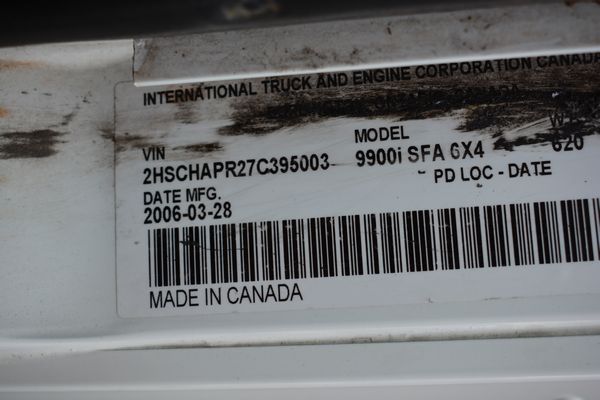 INTERNATIONAL TRUCK AND ENGINE CORPORATION CANADA
VIN
MODEL
2HSCHAPR27C395003
9900i SFA 6X4
620
DATE MFG.
PD LOC - DATE
2006-03-28
MADE IN CANADA